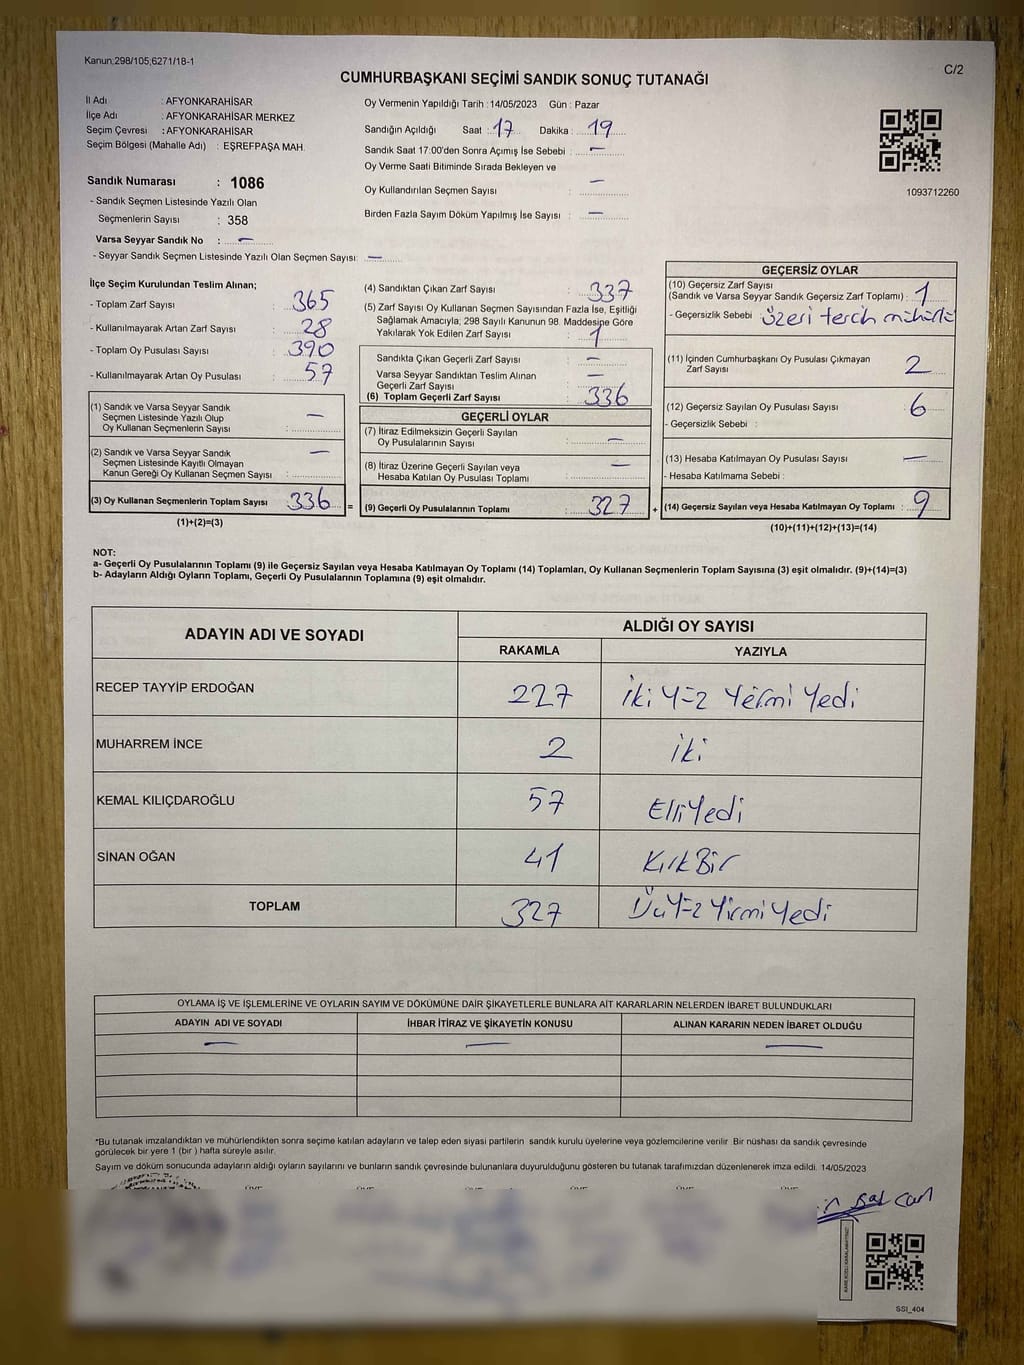 Kanun;298/105,6271/18-1
C/2
CUMHURBAŞKANI SEÇİMİ SANDIK SONUÇ TUTANAĞI
İl Adı : AFYONKARAHİSAR
İlçe Adı : AFYONKARAHİSAR MERKEZ
Seçim Çevresi : AFYONKARAHİSAR
Seçim Bölgesi (Mahalle Adı) : EŞREFPAŞA MAH.
Sandık Numarası : 1086
- Sandık Seçmen Listesinde Yazılı Olan
Seçmenlerin Sayısı : 358
Varsa Seyyar Sandık No : —
- Seyyar Sandık Seçmen Listesinde Yazılı Olan Seçmen Sayısı: —
Oy Vermenin Yapıldığı Tarih : 14/05/2023 Gün : Pazar
Sandığın Açıldığı Saat : 17 Dakika : 19
Sandık Saat 17:00'den Sonra Açımış İse Sebebi : —
Oy Verme Saati Bitiminde Sırada Bekleyen ve
Oy Kullandırılan Seçmen Sayısı : —
Birden Fazla Sayım Döküm Yapılmış İse Sayısı : —
1093712260
İlçe Seçim Kurulundan Teslim Alınan;
- Toplam Zarf Sayısı : 365
- Kullanılmayarak Artan Zarf Sayısı : 28
- Toplam Oy Pusulası Sayısı : 390
- Kullanılmayarak Artan Oy Pusulası : 57
(1) Sandık ve Varsa Seyyar Sandık
Seçmen Listesinde Yazılı Olup
Oy Kullanan Seçmenlerin Sayısı : —
(2) Sandık ve Varsa Seyyar Sandık
Seçmen Listesinde Kayıtlı Olmayan
Kanun Gereği Oy Kullanan Seçmen Sayısı : —
(3) Oy Kullanan Seçmenlerin Toplam Sayısı 336 =
(1)+(2)=(3)
(4) Sandıktan Çıkan Zarf Sayısı : 337
(5) Zarf Sayısı Oy Kullanan Seçmen Sayısından Fazla İse, Eşitliği
Sağlamak Amacıyla; 298 Sayılı Kanunun 98. Maddesine Göre
Yakılarak Yok Edilen Zarf Sayısı : 1
Sandıkta Çıkan Geçerli Zarf Sayısı : —
Varsa Seyyar Sandıktan Teslim Alınan
Geçerli Zarf Sayısı : —
(6) Toplam Geçerli Zarf Sayısı : 336
GEÇERLİ OYLAR
(7) İtiraz Edilmeksizin Geçerli Sayılan
Oy Pusulalarının Sayısı : —
(8) İtiraz Üzerine Geçerli Sayılan veya
Hesaba Katılan Oy Pusulası Toplamı : —
(9) Geçerli Oy Pusulalarının Toplamı : 327 +
GEÇERSİZ OYLAR
(10) Geçersiz Zarf Sayısı
(Sandık ve Varsa Seyyar Sandık Geçersiz Zarf Toplamı) : 1
- Geçersizlik Sebebi : üzeri tercih mühürlü
(11) İçinden Cumhurbaşkanı Oy Pusulası Çıkmayan
Zarf Sayısı : 2
(12) Geçersiz Sayılan Oy Pusulası Sayısı : 6
- Geçersizlik Sebebi :
(13) Hesaba Katılmayan Oy Pusulası Sayısı : —
- Hesaba Katılmama Sebebi :
(14) Geçersiz Sayılan veya Hesaba Katılmayan Oy Toplamı : 9
(10)+(11)+(12)+(13)=(14)
NOT:
a- Geçerli Oy Pusulalarının Toplamı (9) ile Geçersiz Sayılan veya Hesaba Katılmayan Oy Toplamı (14) Toplamları, Oy Kullanan Seçmenlerin Toplam Sayısına (3) eşit olmalıdır. (9)+(14)=(3)
b- Adayların Aldığı Oyların Toplamı, Geçerli Oy Pusulalarının Toplamına (9) eşit olmalıdır.
ADAYIN ADI VE SOYADI ALDIĞI OY SAYISI
RAKAMLA YAZIYLA
RECEP TAYYİP ERDOĞAN 227 İki Yüz Yirmi Yedi
MUHARREM İNCE 2 iki
KEMAL KILIÇDAROĞLU 57 Elli Yedi
SİNAN OĞAN 41 Kırk Bir
TOPLAM 327 Üç Yüz Yirmi Yedi
OYLAMA İŞ VE İŞLEMLERİNE VE OYLARIN SAYIM VE DÖKÜMÜNE DAİR ŞİKAYETLERLE BUNLARA AİT KARARLARIN NELERDEN İBARET BULUNDUKLARI
ADAYIN ADI VE SOYADI İHBAR İTİRAZ VE ŞİKAYETİN KONUSU ALINAN KARARIN NEDEN İBARET OLDUĞU
— — —
*Bu tutanak imzalandıktan ve mühürlendikten sonra seçime katılan adayların ve talep eden siyasi partilerin sandık kurulu üyelerine veya gözlemcilerine verilir Bir nüshası da sandık çevresinde
görülecek bir yere 1 (bir ) hafta süreyle asılır.
Sayım ve döküm sonucunda adayların aldığı oyların sayılarını ve bunların sandık çevresinde bulunanlara duyurulduğunu gösteren bu tutanak tarafımızdan düzenlenerek imza edildi. 14/05/2023
SSI_404